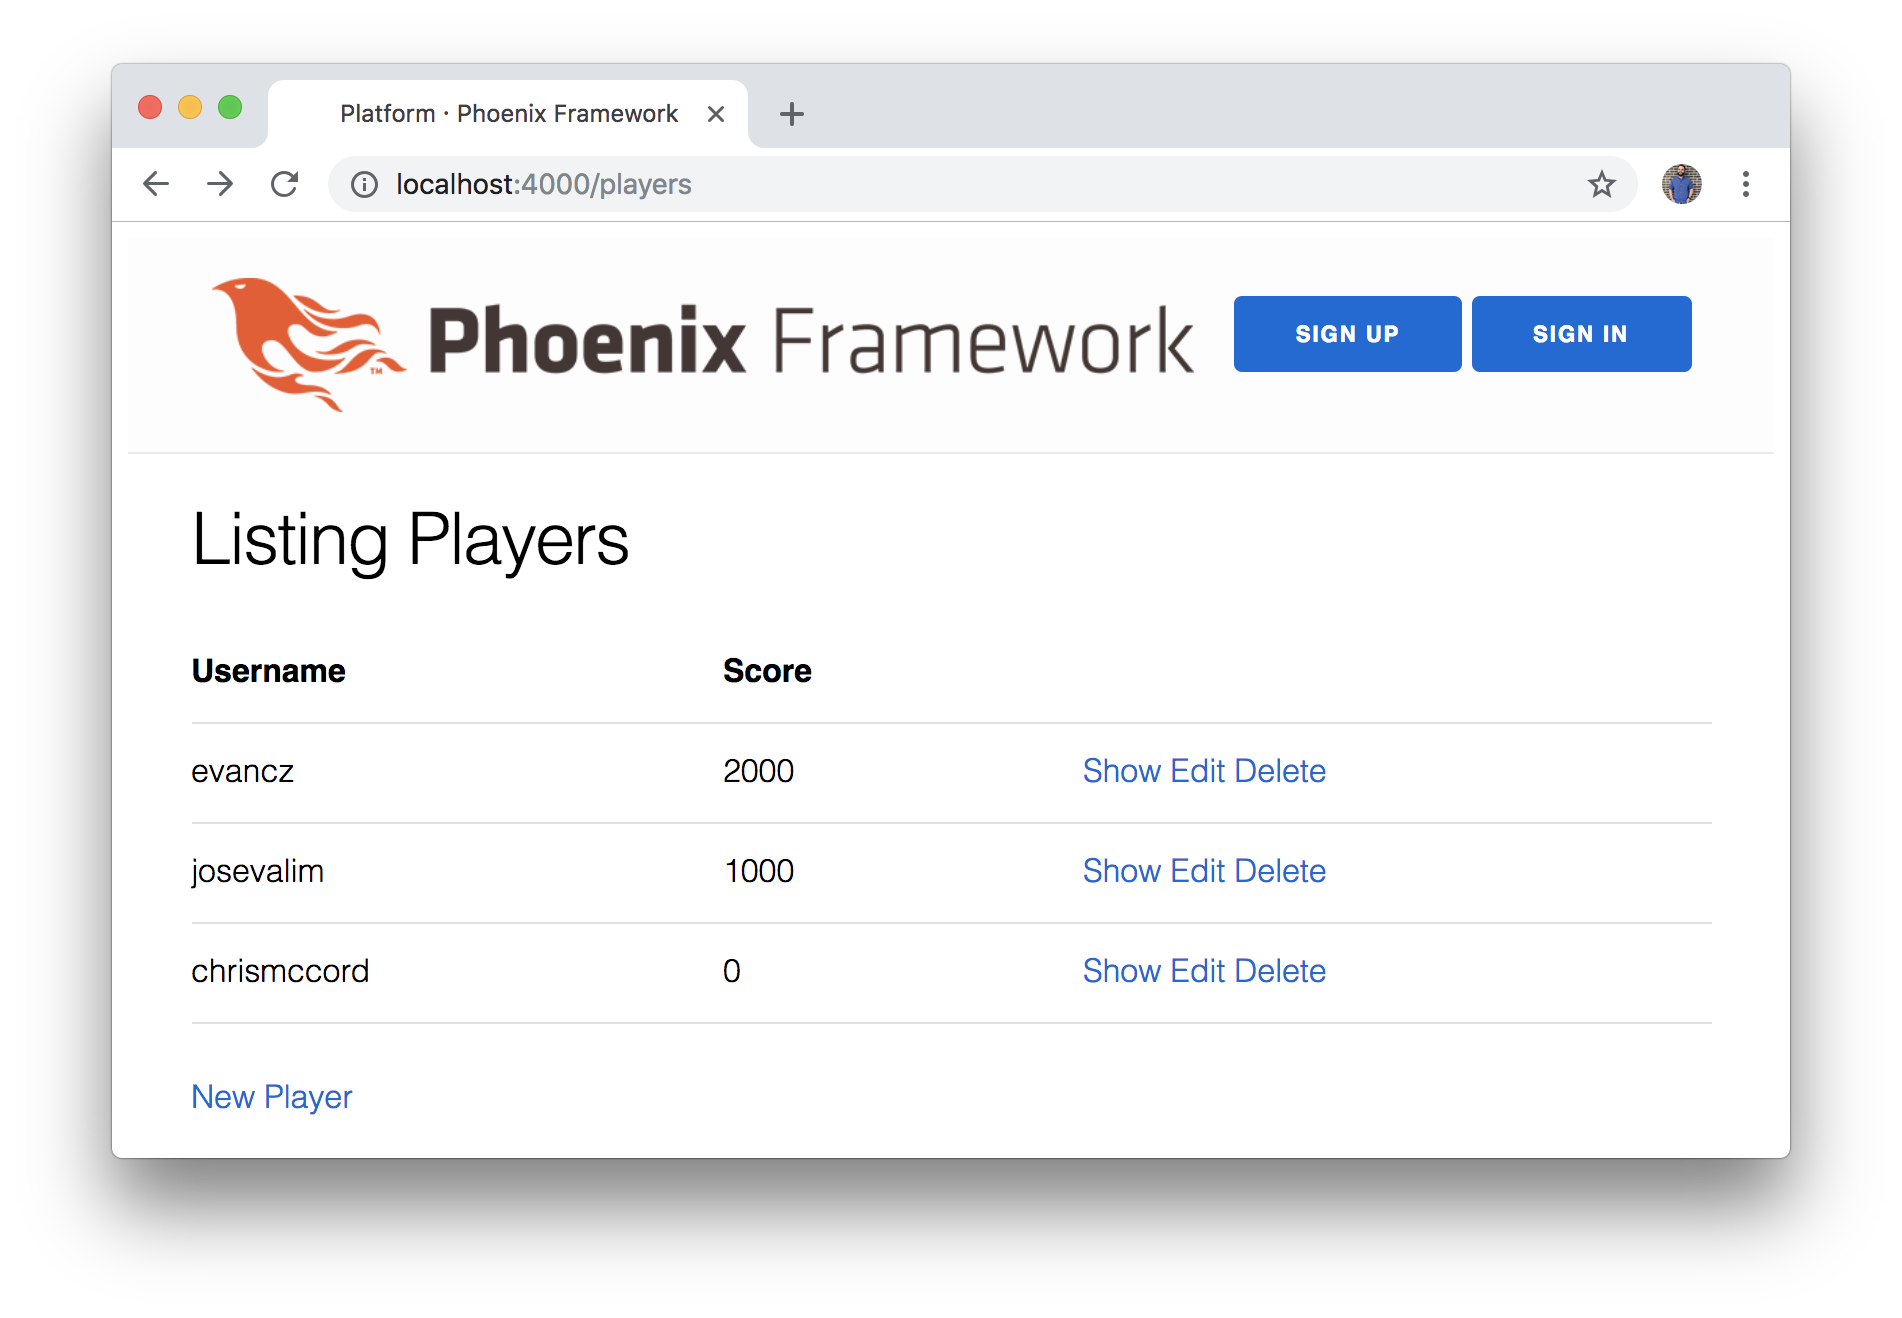 Platform · Phoenix Framework
localhost:4000/players
Phoenix Framework
TM
SIGN UP SIGN IN
Listing Players
Username Score
evancz 2000 Show Edit Delete
josevalim 1000 Show Edit Delete
chrismccord 0 Show Edit Delete
New Player